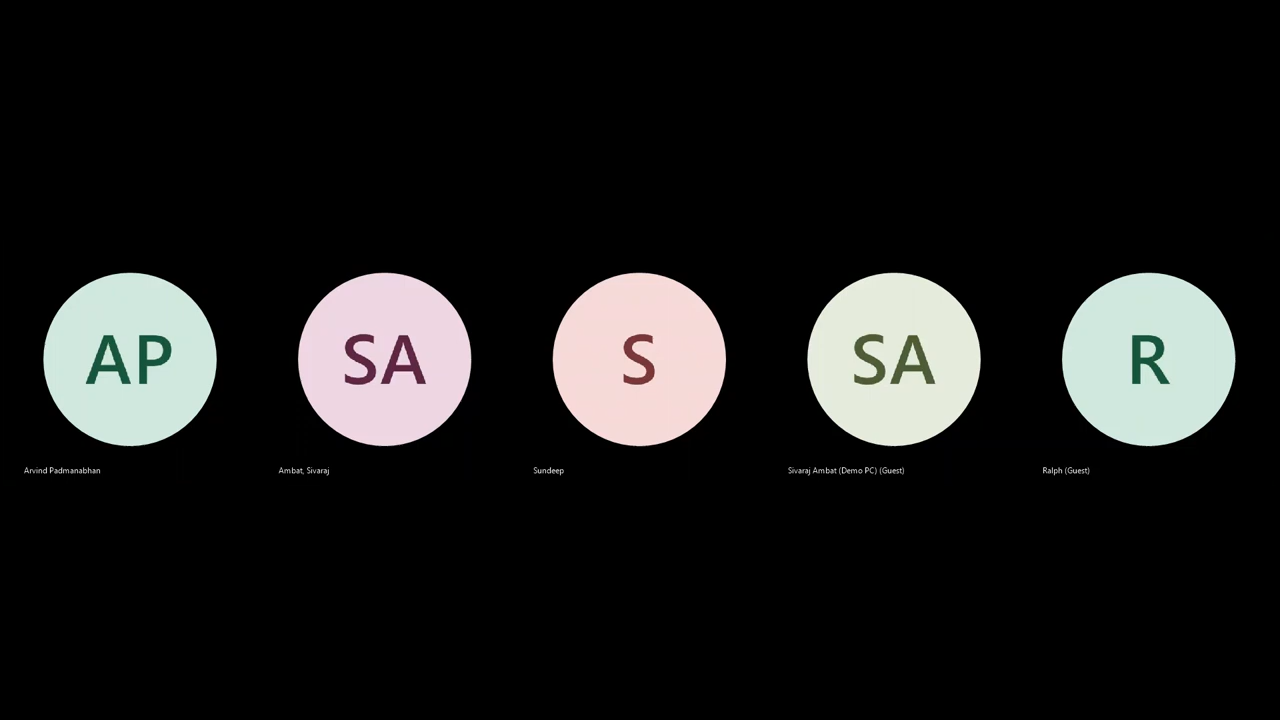 AP
SA
S
SA
R
Arvind Padmanabhan
Ambat, Sivaraj
Sundeep
Sivaraj Ambat (Demo PC) (Guest)
Ralph (Guest)